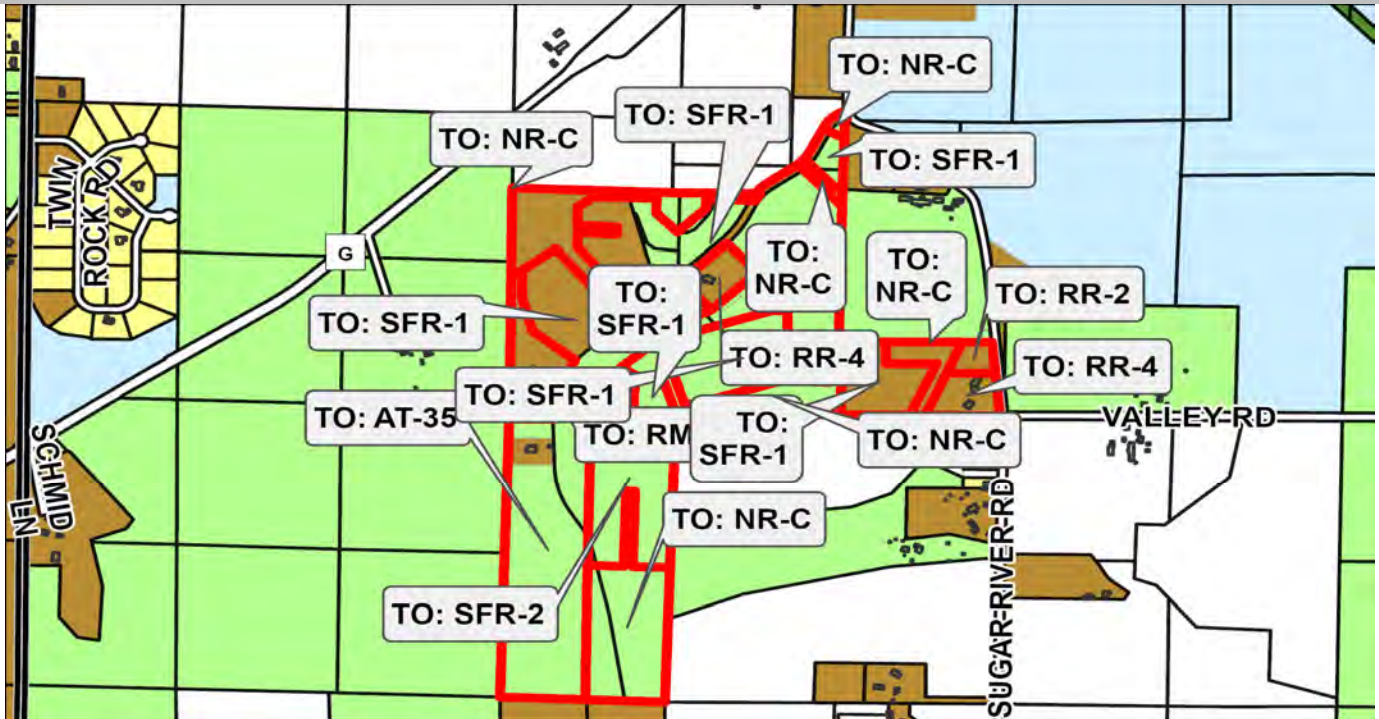 TO: NR-C
TO: SFR-1
TO: NR-C
TO: SFR-1
TWIN
ROCK RD
G
TO:
NR-C
TO:
NR-C
TO:
SFR-1
TO: RR-2
TO: SFR-1
TO: RR-4
TO: RR-4
TO: SFR-1
TO: AT-35
TO: RM
TO:
SFR-1
TO: NR-C
VALLEY RD
SCHMID
LN
TO: NR-C
TO: SFR-2
SUGAR RIVER RD